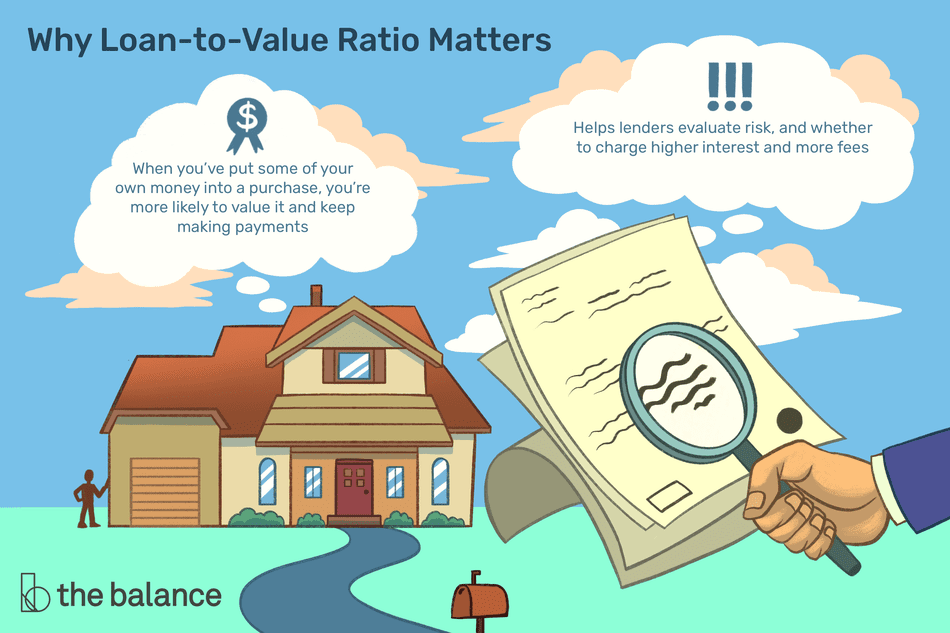 Why Loan-to-Value Ratio Matters
$
When you’ve put some of your
own money into a purchase, you’re
more likely to value it and keep
making payments
!!!
Helps lenders evaluate risk, and whether
to charge higher interest and more fees
the balance